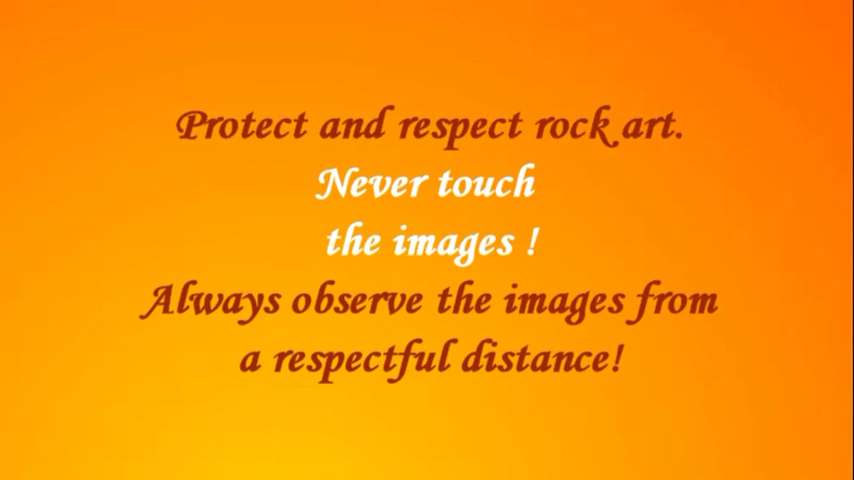 Protect and respect rock art.
Never touch
the images !
Always observe the images from
a respectful distance!